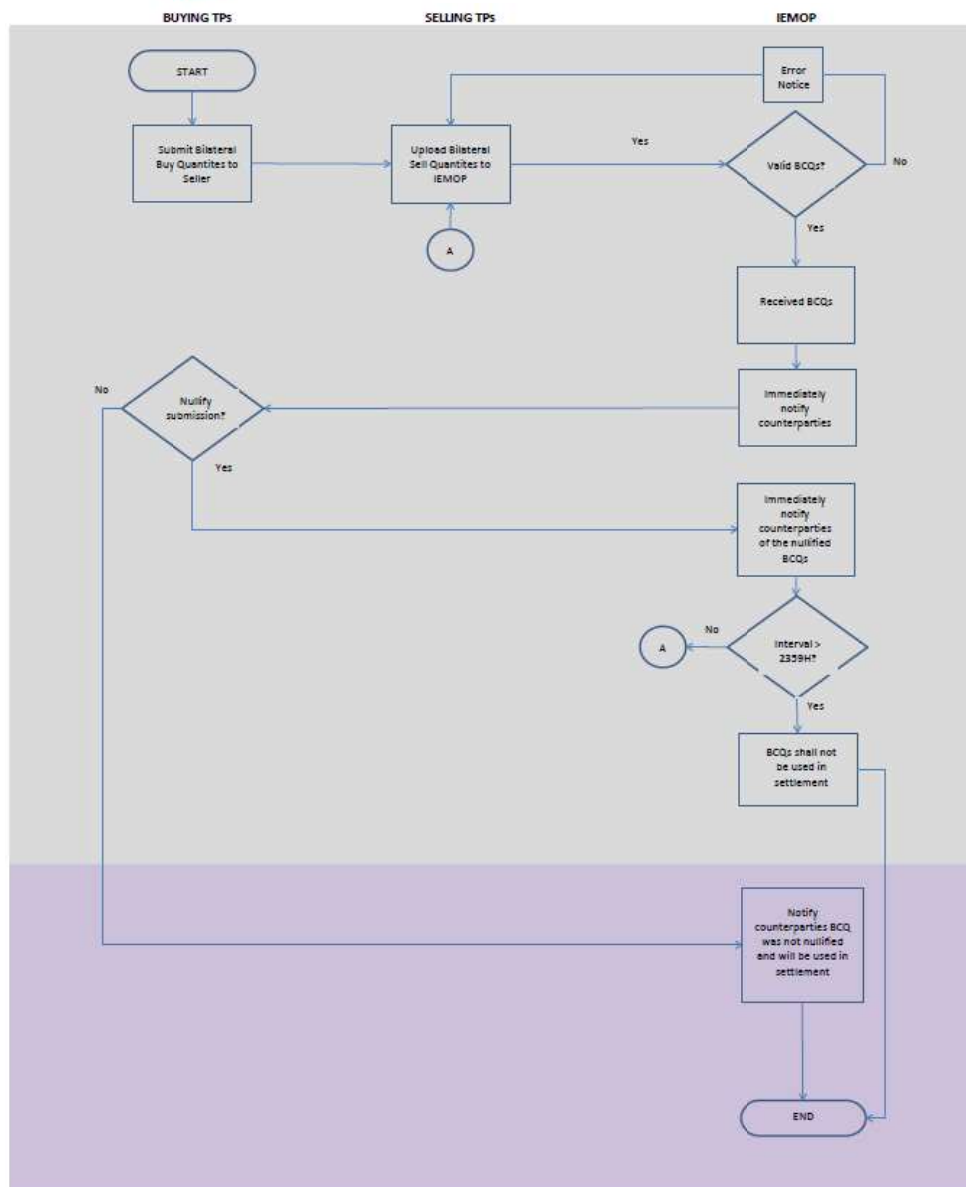 BUYING TPs
SELLING TPs
IEMOP
START
Error
Notice
Submit Bilateral
Buy Quantites to
Seller
Upload Bilateral
Sell Quantites to
IEMOP
Yes
Valid BCQs?
No
A
Yes
Received BCQs
No
Nullify
submission?
Immediately
notify
counterparties
Yes
Immediately
notify
counterparties
of the nullified
BCQs
A
No
Interval >
2359H?
Yes
BCQs shall not
be used in
settlement
Notify
counterparties BCQ
was not nullified
and will be used in
settlement
END